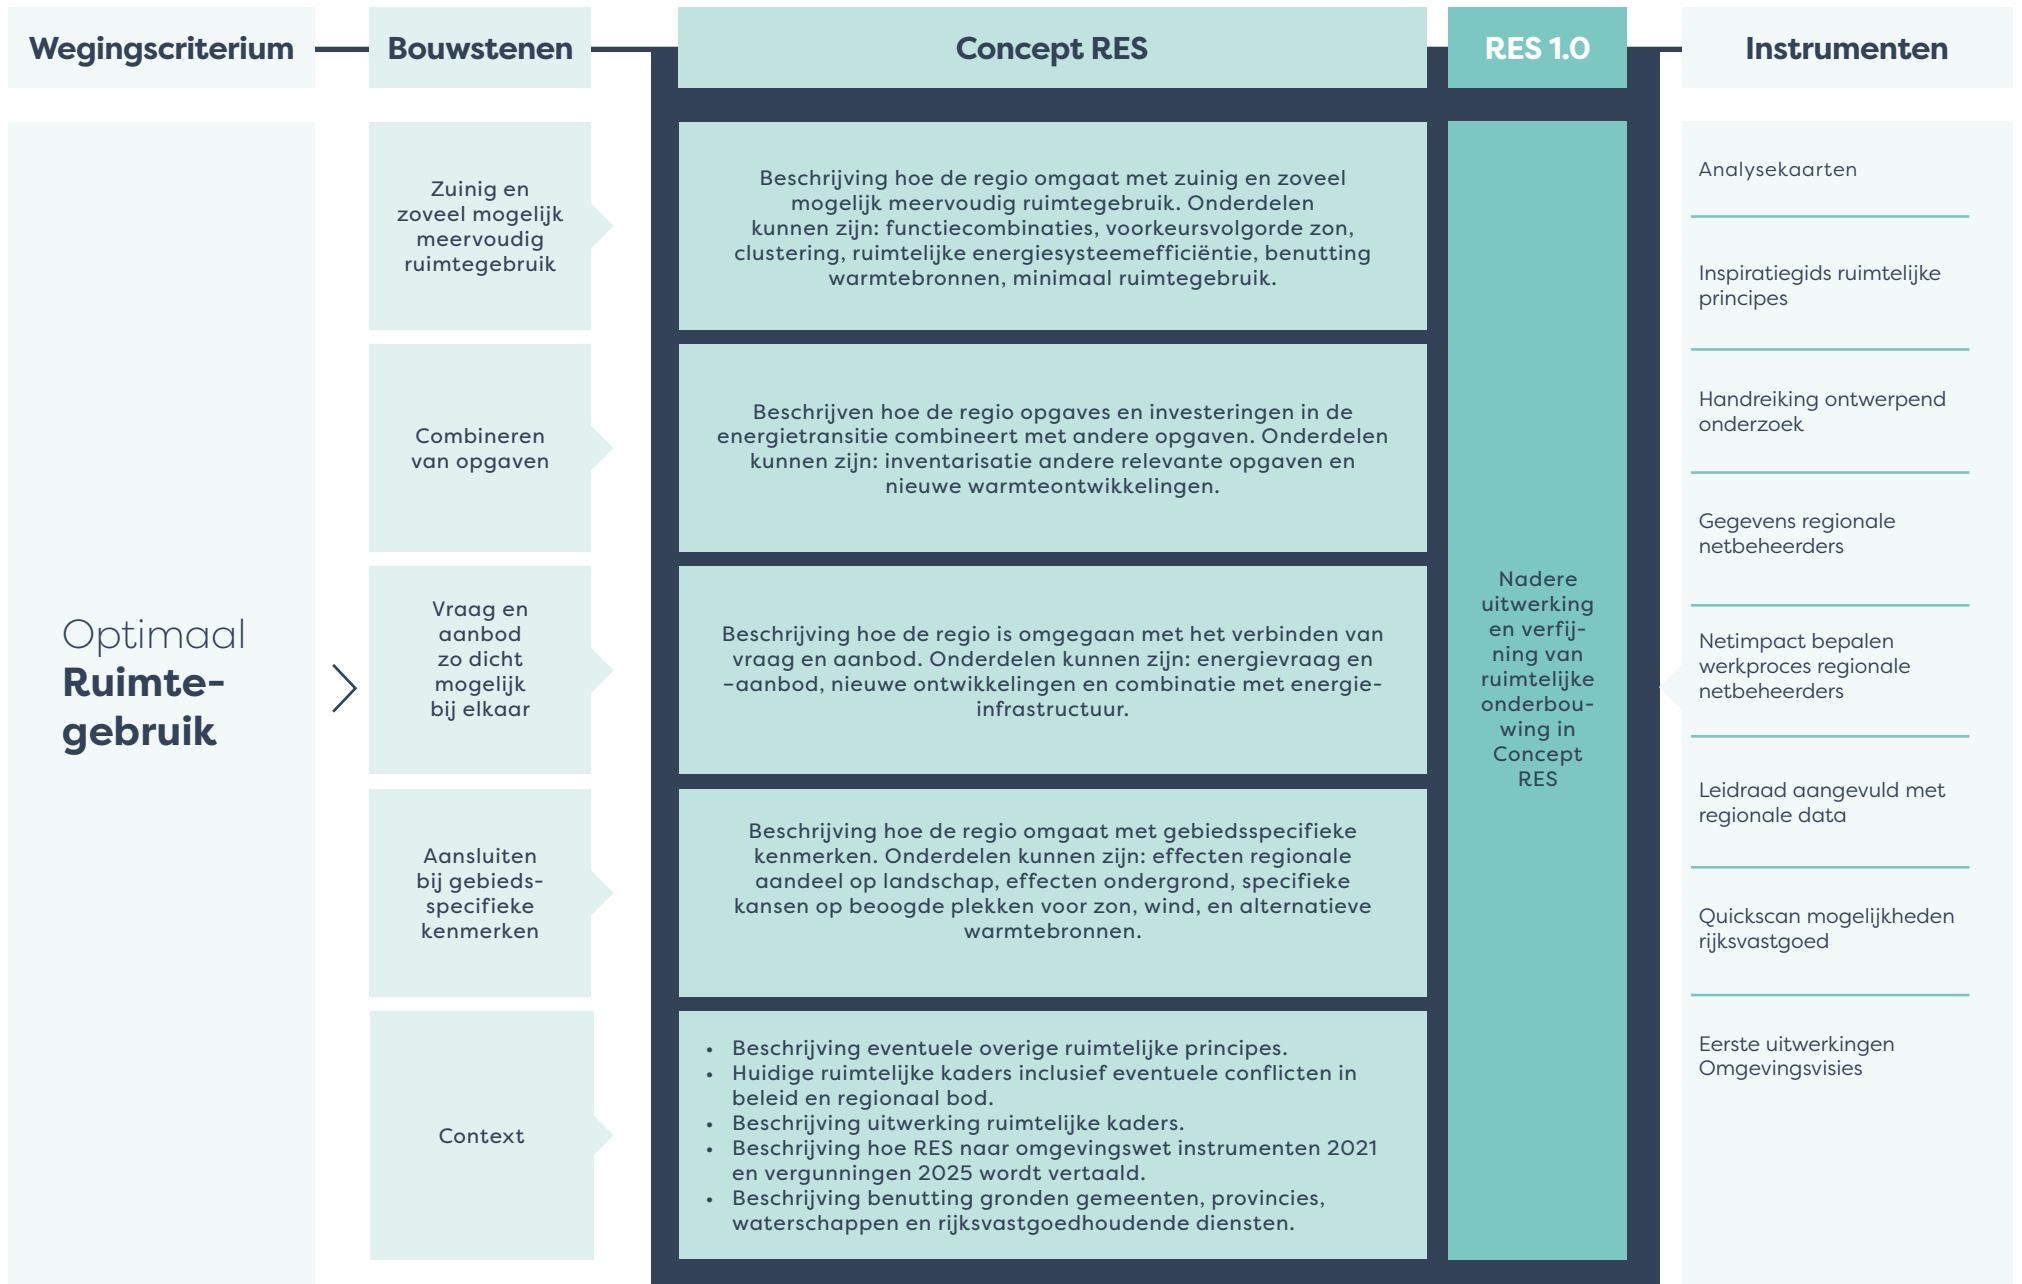 Wegingscriterium
Bouwstenen
Concept RES
RES 1.0
Instrumenten
Optimaal
Ruimte-
gebruik
Zuinig en
zoveel mogelijk
meervoudig
ruimtegebruik
Beschrijving hoe de regio omgaat met zuinig en zoveel
mogelijk meervoudig ruimtegebruik. Onderdelen
kunnen zijn: functiecombinaties, voorkeursvolgorde zon,
clustering, ruimtelijke energiesysteemefficiëntie, benutting
warmtebronnen, minimaal ruimtegebruik.
Combineren
van opgaven
Beschrijven hoe de regio opgaves en investeringen in de
energietransitie combineert met andere opgaven. Onderdelen
kunnen zijn: inventarisatie andere relevante opgaven en
nieuwe warmteontwikkelingen.
Vraag en
aanbod
zo dicht
mogelijk
bij elkaar
Beschrijving hoe de regio is omgegaan met het verbinden van
vraag en aanbod. Onderdelen kunnen zijn: energievraag en
–aanbod, nieuwe ontwikkelingen en combinatie met energie-
infrastructuur.
Aansluiten
bij gebieds-
specifieke
kenmerken
Beschrijving hoe de regio omgaat met gebiedsspecifieke
kenmerken. Onderdelen kunnen zijn: effecten regionale
aandeel op landschap, effecten ondergrond, specifieke
kansen op beoogde plekken voor zon, wind, en alternatieve
warmtebronnen.
Context
• Beschrijving eventuele overige ruimtelijke principes.
• Huidige ruimtelijke kaders inclusief eventuele conflicten in
beleid en regionaal bod.
• Beschrijving uitwerking ruimtelijke kaders.
• Beschrijving hoe RES naar omgevingswet instrumenten 2021
en vergunningen 2025 wordt vertaald.
• Beschrijving benutting gronden gemeenten, provincies,
waterschappen en rijksvastgoedhoudende diensten.
Nadere
uitwerking
en verfij-
ning van
ruimtelijke
onderbou-
wing in
Concept
RES
Analysekaarten
Inspiratiegids ruimtelijke
principes
Handreiking ontwerpend
onderzoek
Gegevens regionale
netbeheerders
Netimpact bepalen
werkproces regionale
netbeheerders
Leidraad aangevuld met
regionale data
Quickscan mogelijkheden
rijksvastgoed
Eerste uitwerkingen
Omgevingsvisies